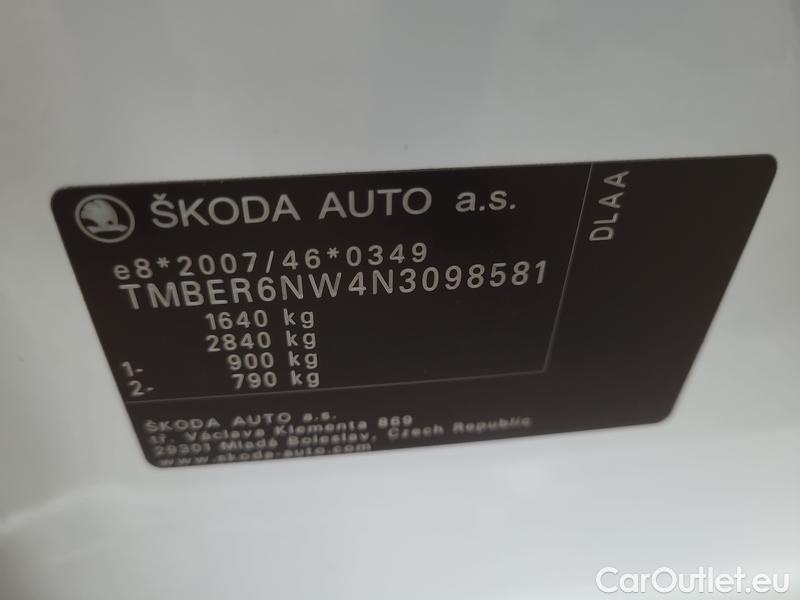 ŠKODA AUTO a.s.
DLAA
e8*2007/46*0349
TMBER6NW4N3098581
1640 kg
2840 kg
1- 900 kg
2- 790 kg
ŠKODA AUTO a.s.
tř. Václava Klementa 869
29301 Mladá Boleslav, Czech Republic
www.skoda-auto.com
CarOutlet.eu